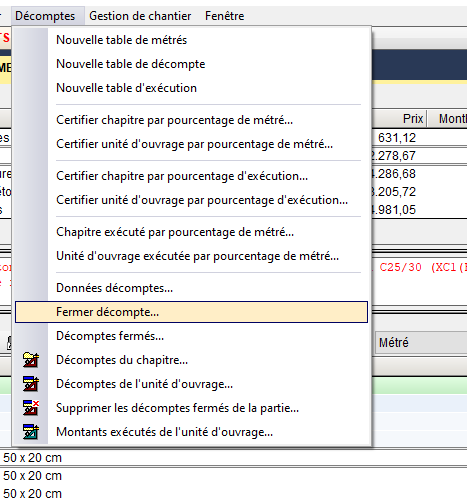 Décomptes Gestion de chantier Fenêtre
Nouvelle table de métrés
Nouvelle table de décompte
Nouvelle table d'exécution
Prix Mont
Certifier chapitre par pourcentage de métré...
es 631,12
Certifier unité d'ouvrage par pourcentage de métré...
2.278,67
Certifier chapitre par pourcentage d'exécution...
ure 4.286,68
Certifier unité d'ouvrage par pourcentage d'exécution...
éto 3.205,72
s 4.981,05
Chapitre exécuté par pourcentage de métré...
Unité d'ouvrage exécutée par pourcentage de métré...
con C25/30 (XC1(
Données décomptes...
Fermer décompte...
Décomptes fermés...
Métré
Décomptes du chapitre...
Décomptes de l'unité d'ouvrage...
Supprimer les décomptes fermés de la partie...
Montants exécutés de l'unité d'ouvrage...
50 x 20 cm
50 x 20 cm
50 x 20 cm